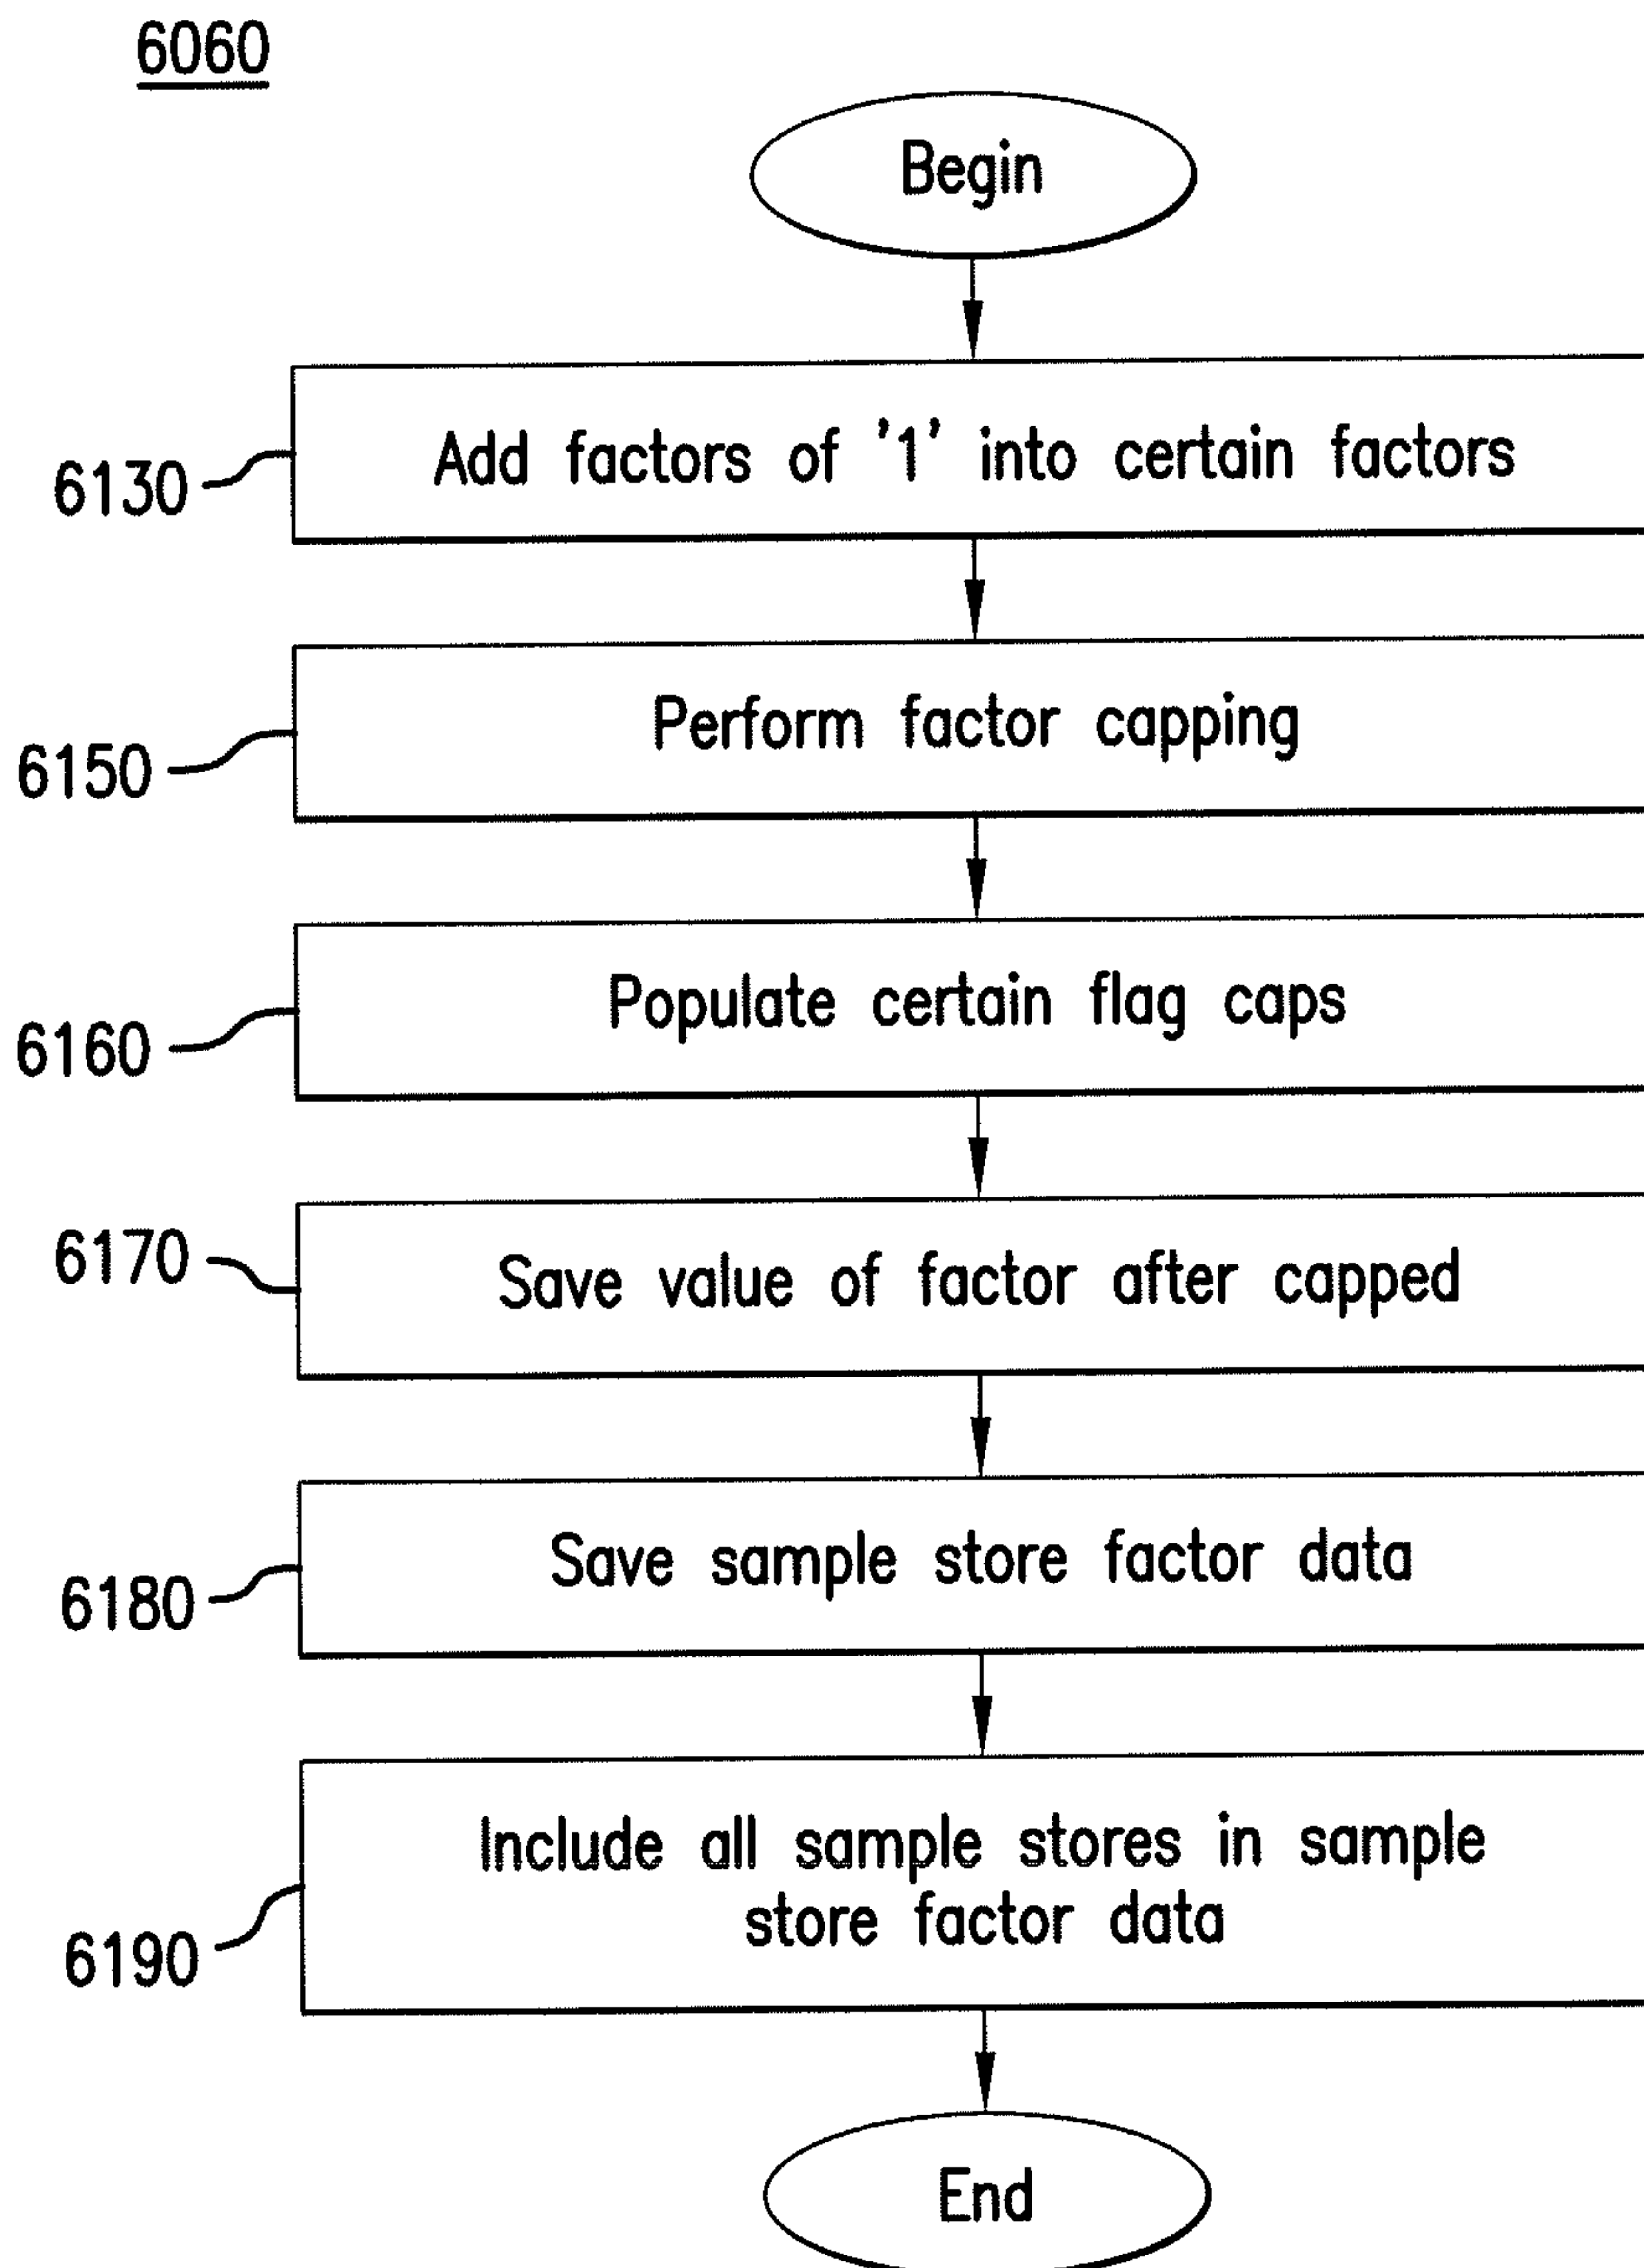 6060
Begin
6130
Add factors of '1' into certain factors
6150
Perform factor capping
6160
Populate certain flag caps
6170
Save value of factor after capped
6180
Save sample store factor data
6190
Include all sample stores in sample
store factor data
End